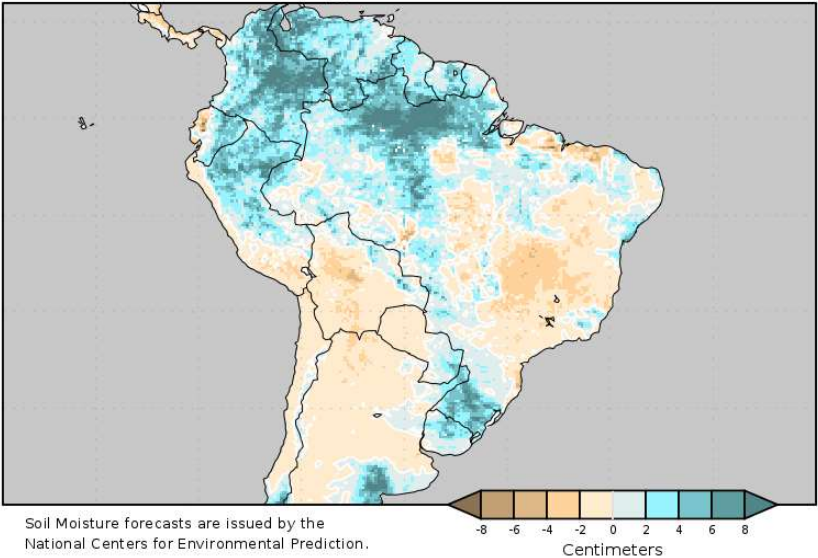 Soil Moisture forecasts are issued by the
National Centers for Environmental Prediction.
-8 -6 -4 -2 0 2 4 6 8
Centimeters